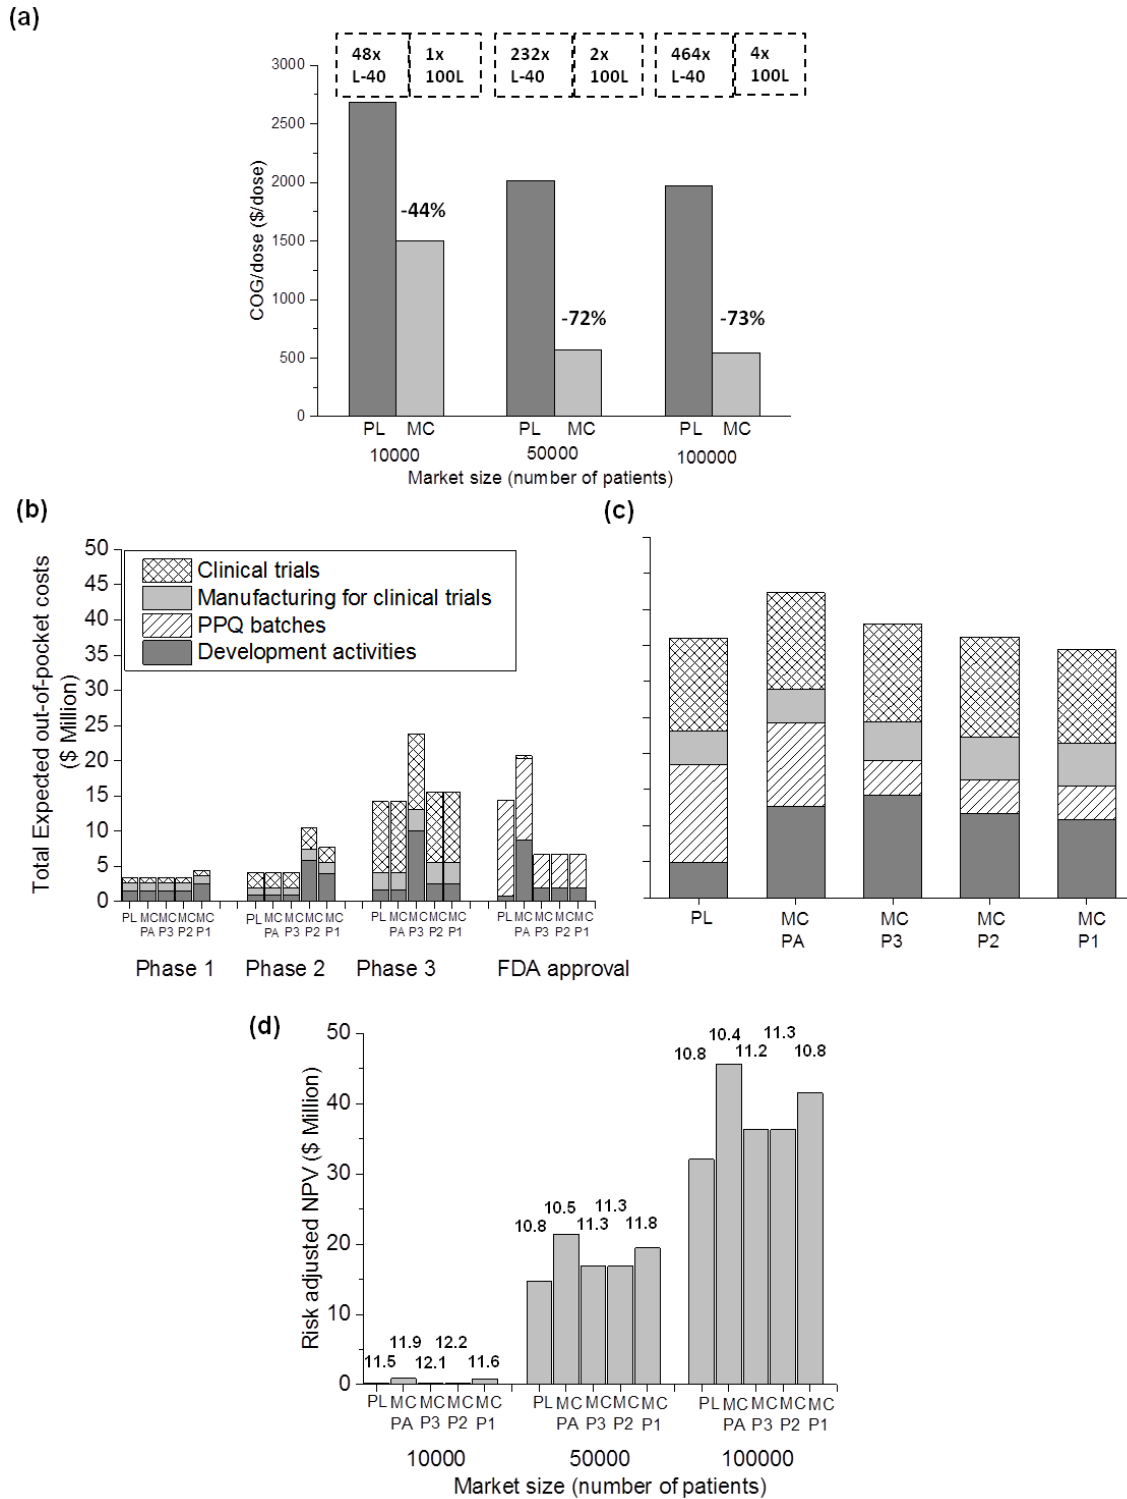 (a)
48x
L-40
1x
100L
232x
L-40
2x
100L
464x
L-40
4x
100L
3000
2500
2000
1500
1000
500
0
COG/dose ($/dose)
-44%
-72%
-73%
PL MC PL MC PL MC
10000 50000 100000
Market size (number of patients)
(b)
50
45
40
35
30
25
20
15
10
5
0
Total Expected out-of-pocket costs
($ Million)
Clinical trials
Manufacturing for clinical trials
PPQ batches
Development activities
PL MC MC MC MC PL MC MC MC MC PL MC MC MC MC PL MC MC MC MC
PA P3 P2 P1 PA P3 P2 P1 PA P3 P2 P1 PA P3 P2 P1
Phase 1 Phase 2 Phase 3 FDA approval
(c)
PL MC MC MC MC
PA P3 P2 P1
(d)
50
40
30
20
10
0
Risk adjusted NPV ($ Million)
11.5 11.9 12.1 12.2 11.6
10.8 10.5 11.3 11.3 11.8
10.8 10.4 11.2 11.3 10.8
PL MC MC MC MC PL MC MC MC MC PL MC MC MC MC
PA P3 P2 P1 PA P3 P2 P1 PA P3 P2 P1
10000 50000 100000
Market size (number of patients)